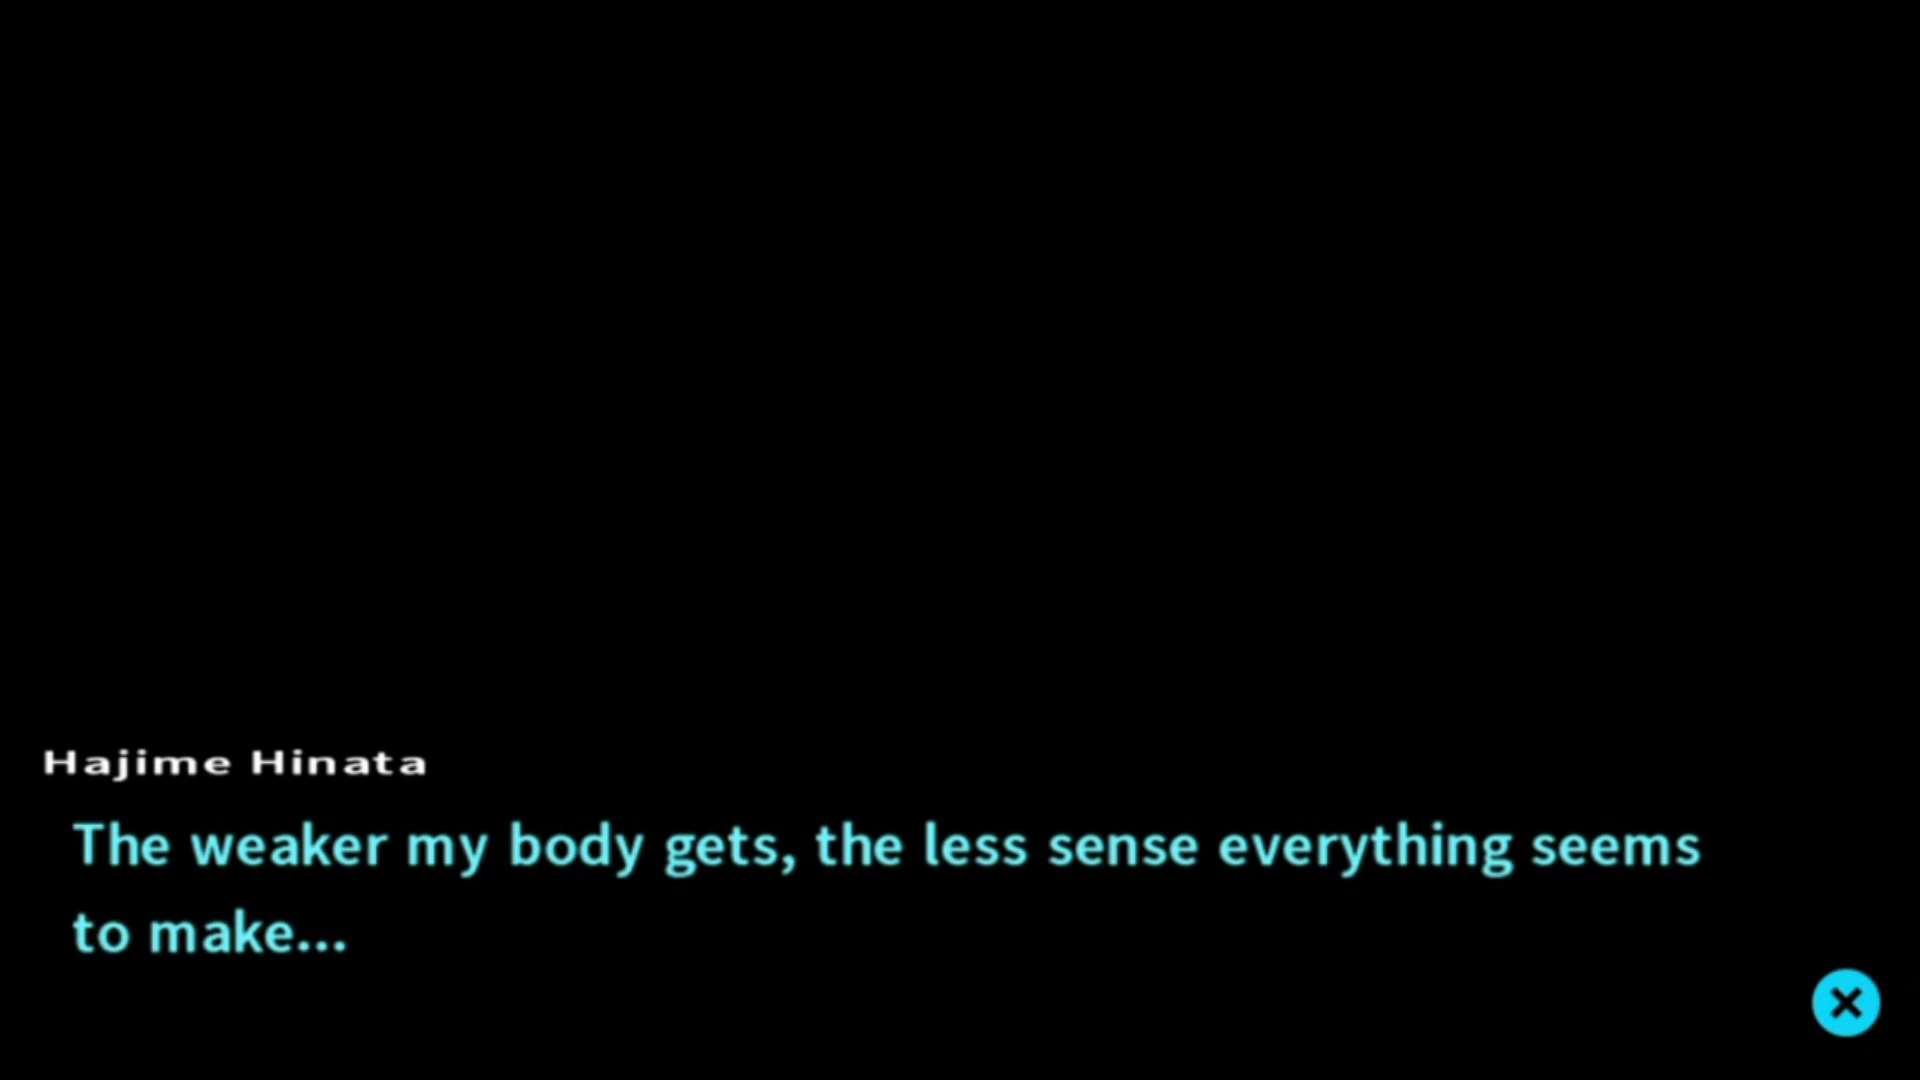 Hajime Hinata
The weaker my body gets, the less sense everything seems
to make...